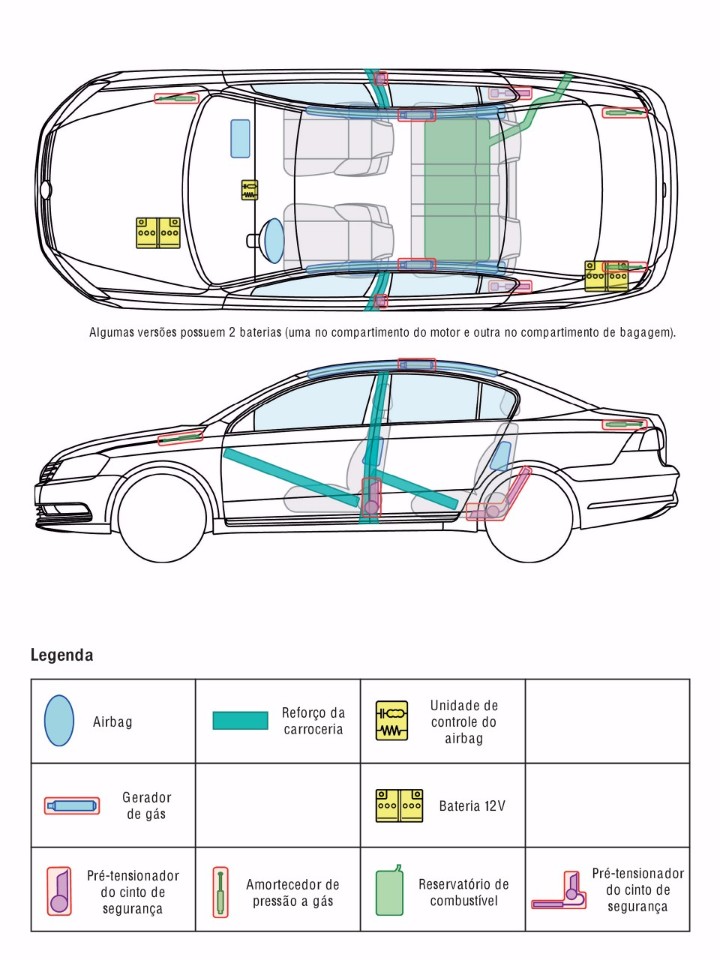 Algumas versões possuem 2 baterias (uma no compartimento do motor e outra no compartimento de bagagem).
Legenda
Airbag
Reforço da
carroceria
Unidade de
controle do
airbag
Gerador
de gás
Bateria 12V
Pré-tensionador
do cinto de
segurança
Amortecedor de
pressão a gás
Reservatório de
combustível
Pré-tensionador
do cinto de
segurança